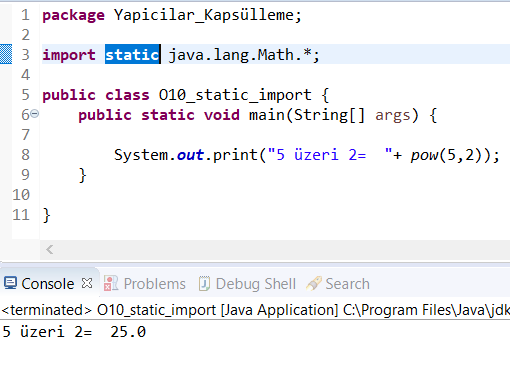 1 package Yapicilar_Kapsülleme;
2
3 import static java.lang.Math.*;
4
5 public class O10_static_import {
6 public static void main(String[] args) {
7
8 System.out.print("5 üzeri 2=  "+ pow(5,2));
9 }
10
11 }
Console Problems Debug Shell Search
<terminated> O10_static_import [Java Application] C:\Program Files\Java\jdk
5 üzeri 2=  25.0